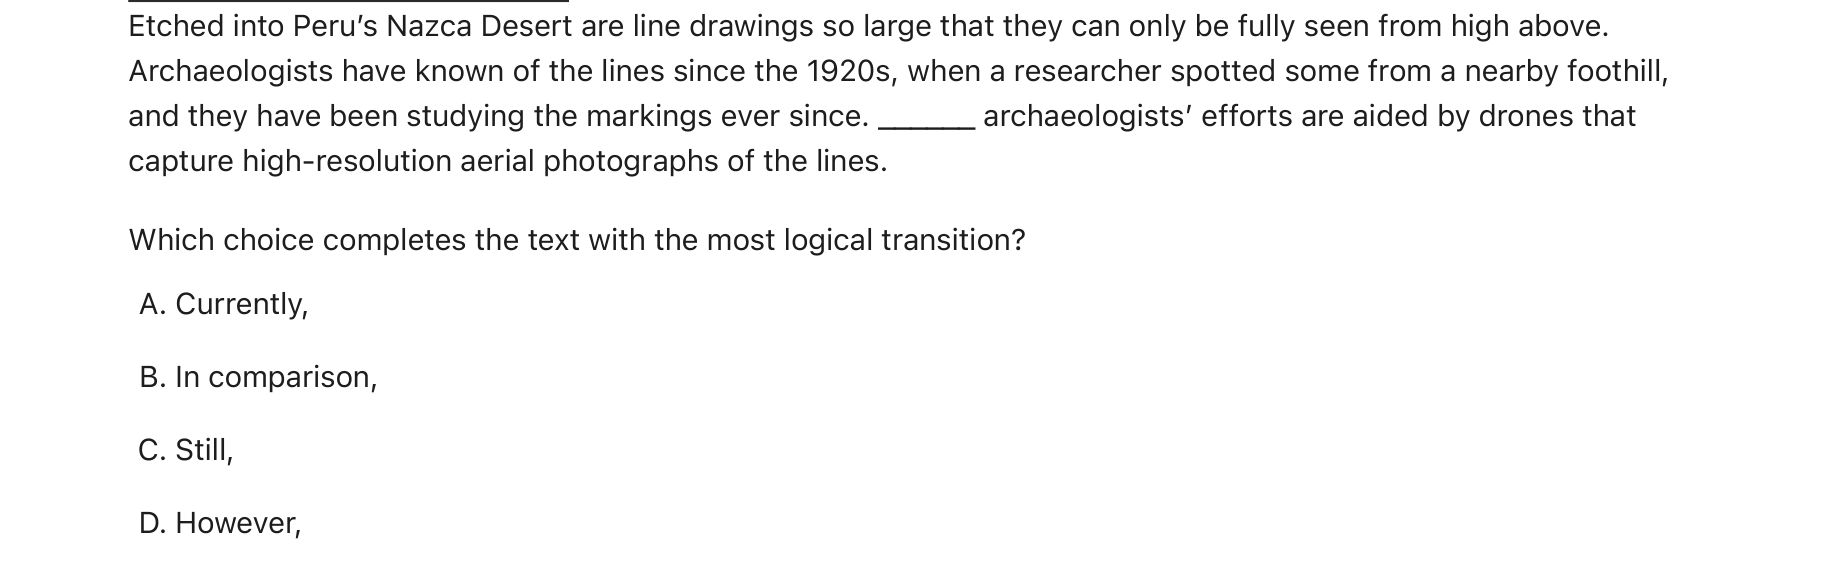 Etched into Peru’s Nazca Desert are line drawings so large that they can only be fully seen from high above.
Archaeologists have known of the lines since the 1920s, when a researcher spotted some from a nearby foothill,
and they have been studying the markings ever since. ______ archaeologists’ efforts are aided by drones that
capture high-resolution aerial photographs of the lines.
Which choice completes the text with the most logical transition?
A. Currently,
B. In comparison,
C. Still,
D. However,